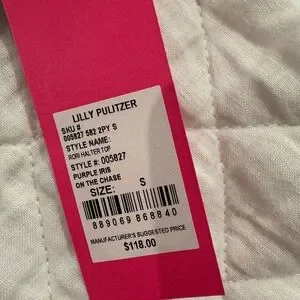 LILLY PULITZER
SKU #
005827 582 2PY S
STYLE NAME:
RORI HALTER TOP
STYLE #: 005827
PURPLE IRIS
ON THE CHASE
SIZE: S
889069 868840
MANUFACTURER'S SUGGESTED PRICE
$118.00